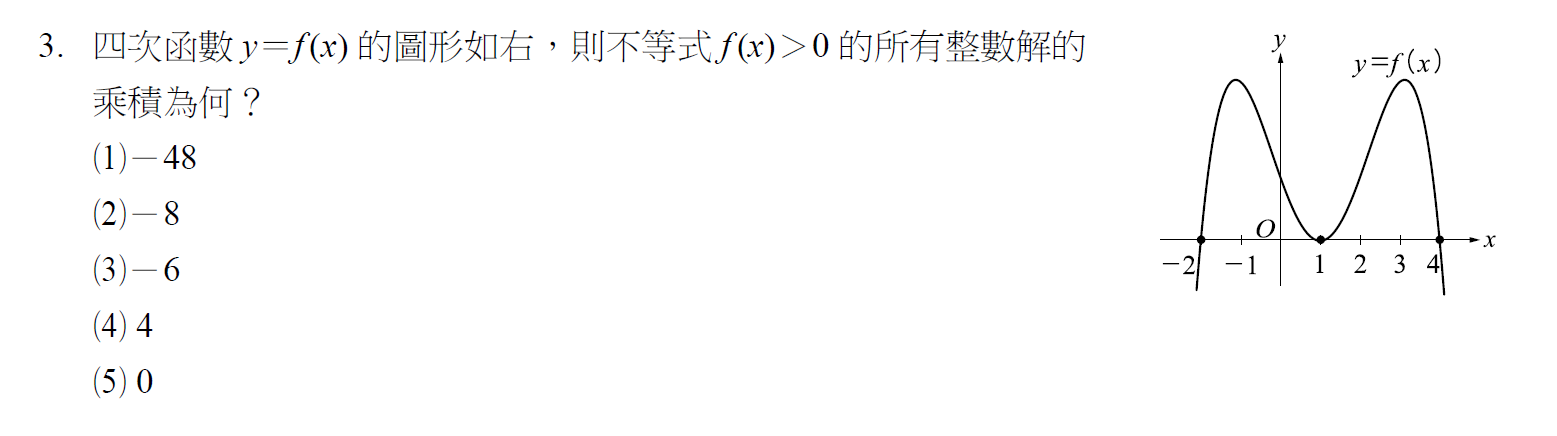 3. 四次函數 y=f(x) 的圖形如右，則不等式 f(x)＞0 的所有整數解的
乘積為何？
(1)－48
(2)－8
(3)－6
(4) 4
(5) 0
y
y=f(x)
O
x
－2 －1 1 2 3 4